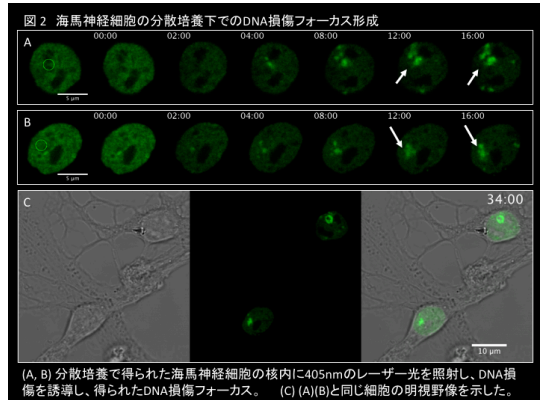 図 2 海馬神経細胞の分散培養下でのDNA損傷フォーカス形成
A 00:00 02:00 04:00 08:00 12:00 16:00
5 μm
B 00:00 02:00 04:00 08:00 12:00 16:00
5 μm
C 34:00
10 μm
(A, B) 分散培養で得られた海馬神経細胞の核内に405nmのレーザー光を照射し、DNA損
傷を誘導し、得られたDNA損傷フォーカス。 (C) (A)(B)と同じ細胞の明視野像を示した。